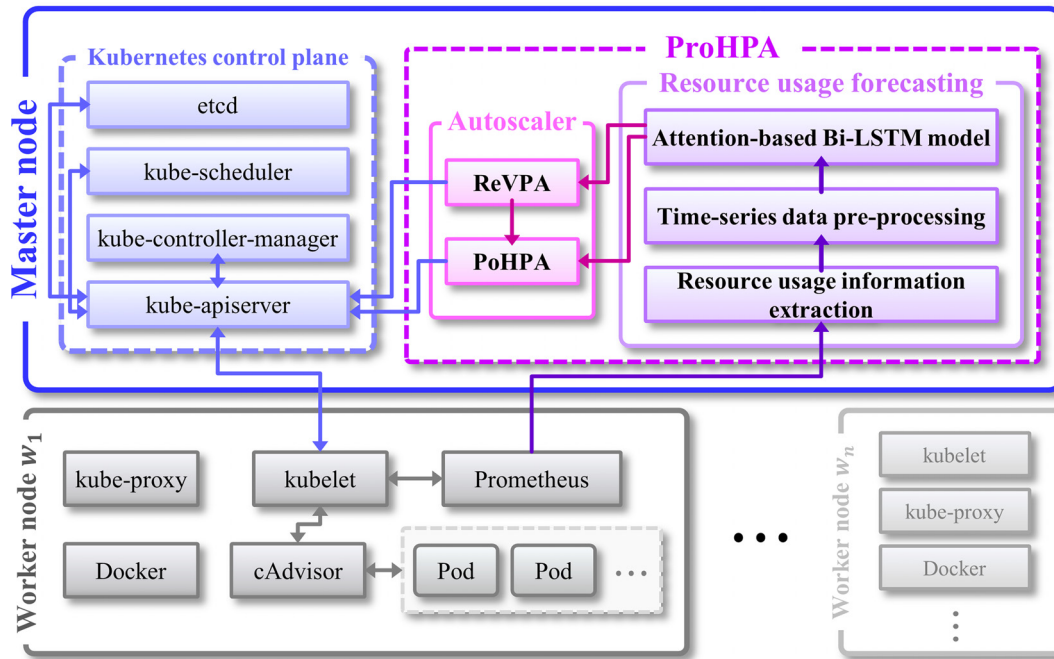 Master node
Kubernetes control plane
etcd
kube-scheduler
kube-controller-manager
kube-apiserver
ProHPA
Autoscaler
ReVPA
PoHPA
Resource usage forecasting
Attention-based Bi-LSTM model
Time-series data pre-processing
Resource usage information
extraction
Worker node w₁
kube-proxy
kubelet
Prometheus
Docker
cAdvisor
Pod
Pod
...
...
Worker node wₙ
kubelet
kube-proxy
Docker
⋮